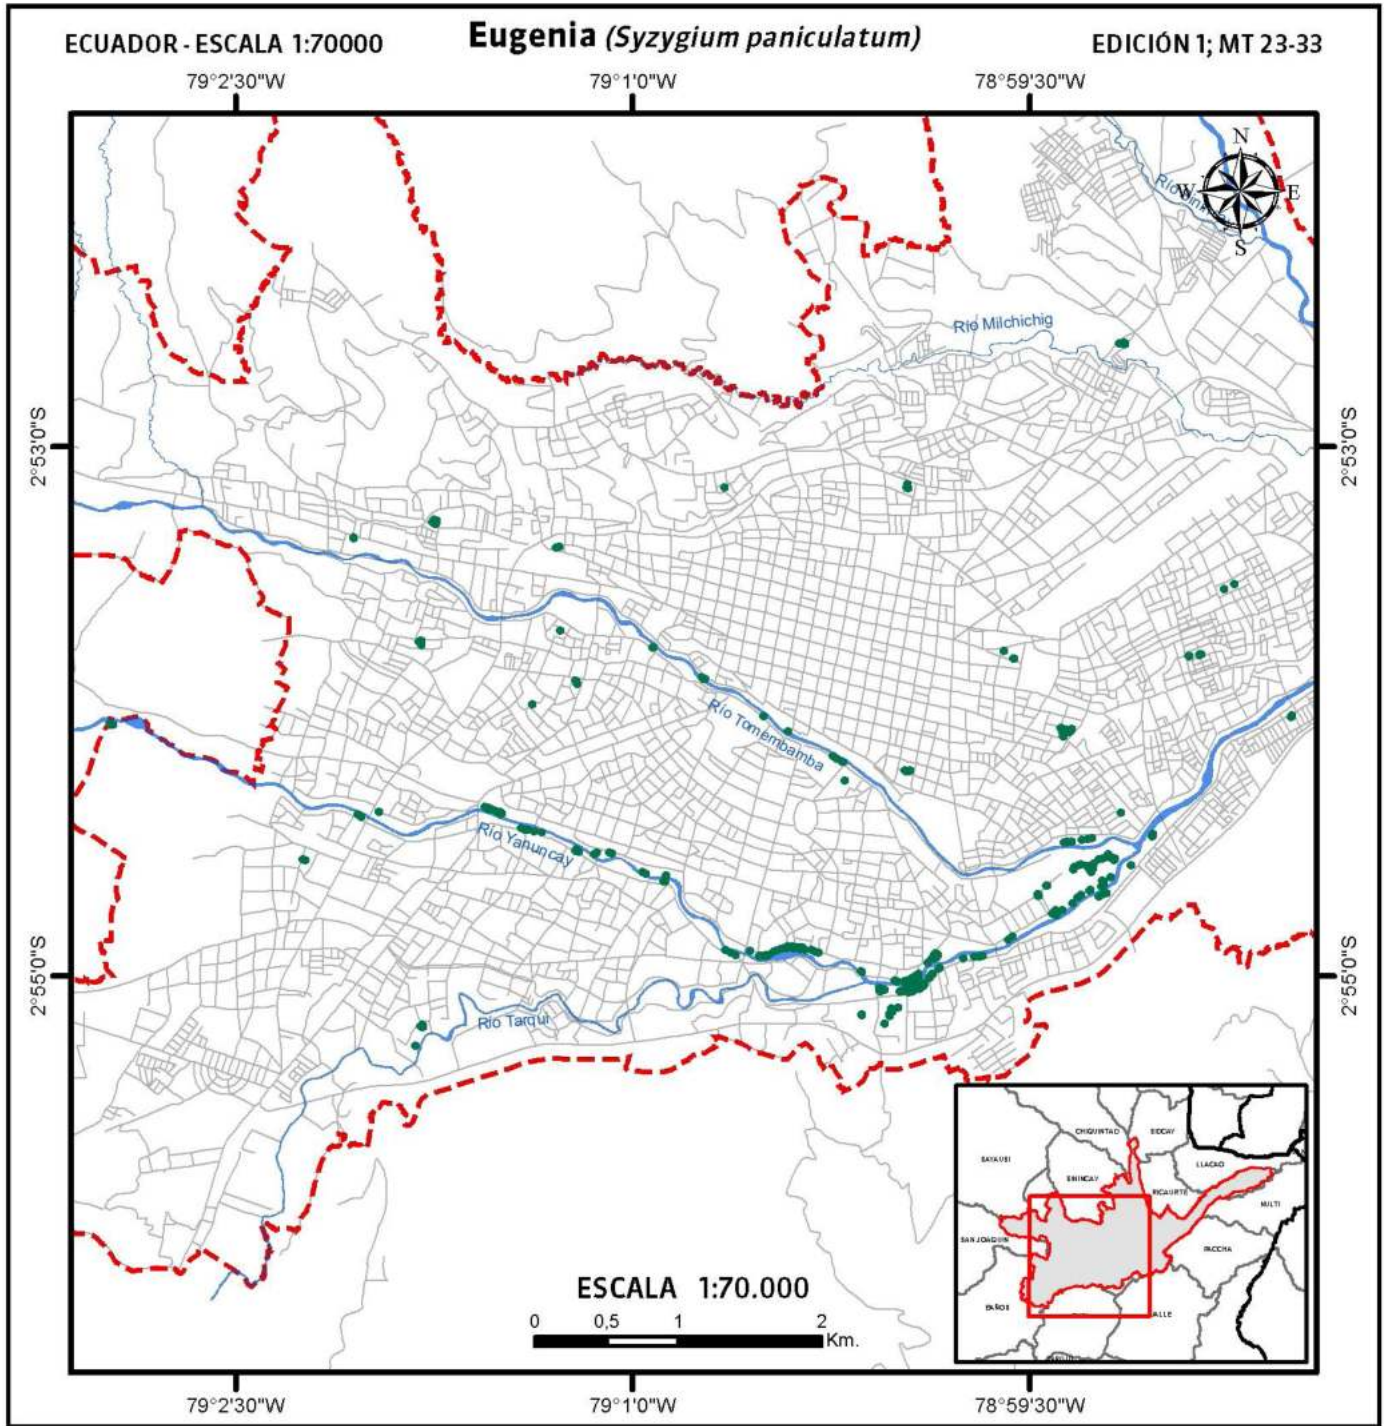 ECUADOR - ESCALA 1:70000
Eugenia (Syzygium paniculatum)
EDICIÓN 1; MT 23-33
79°2'30"W
79°1'0"W
78°59'30"W
N
W
E
S
Río Milchichig
2°53'0"S
2°53'0"S
Río Tomembamba
Río Yanuncay
2°55'0"S
2°55'0"S
Río Tarqui
CHIQUINTAD
SIDCAY
SAYAUSI
LLACAO
SININCAY
RICAURTE
NULTI
SAN JOAQUIN
PACCHA
BAÑOS
ALLE
ESCALA 1:70.000
0 0,5 1 2
Km.
79°2'30"W
79°1'0"W
78°59'30"W